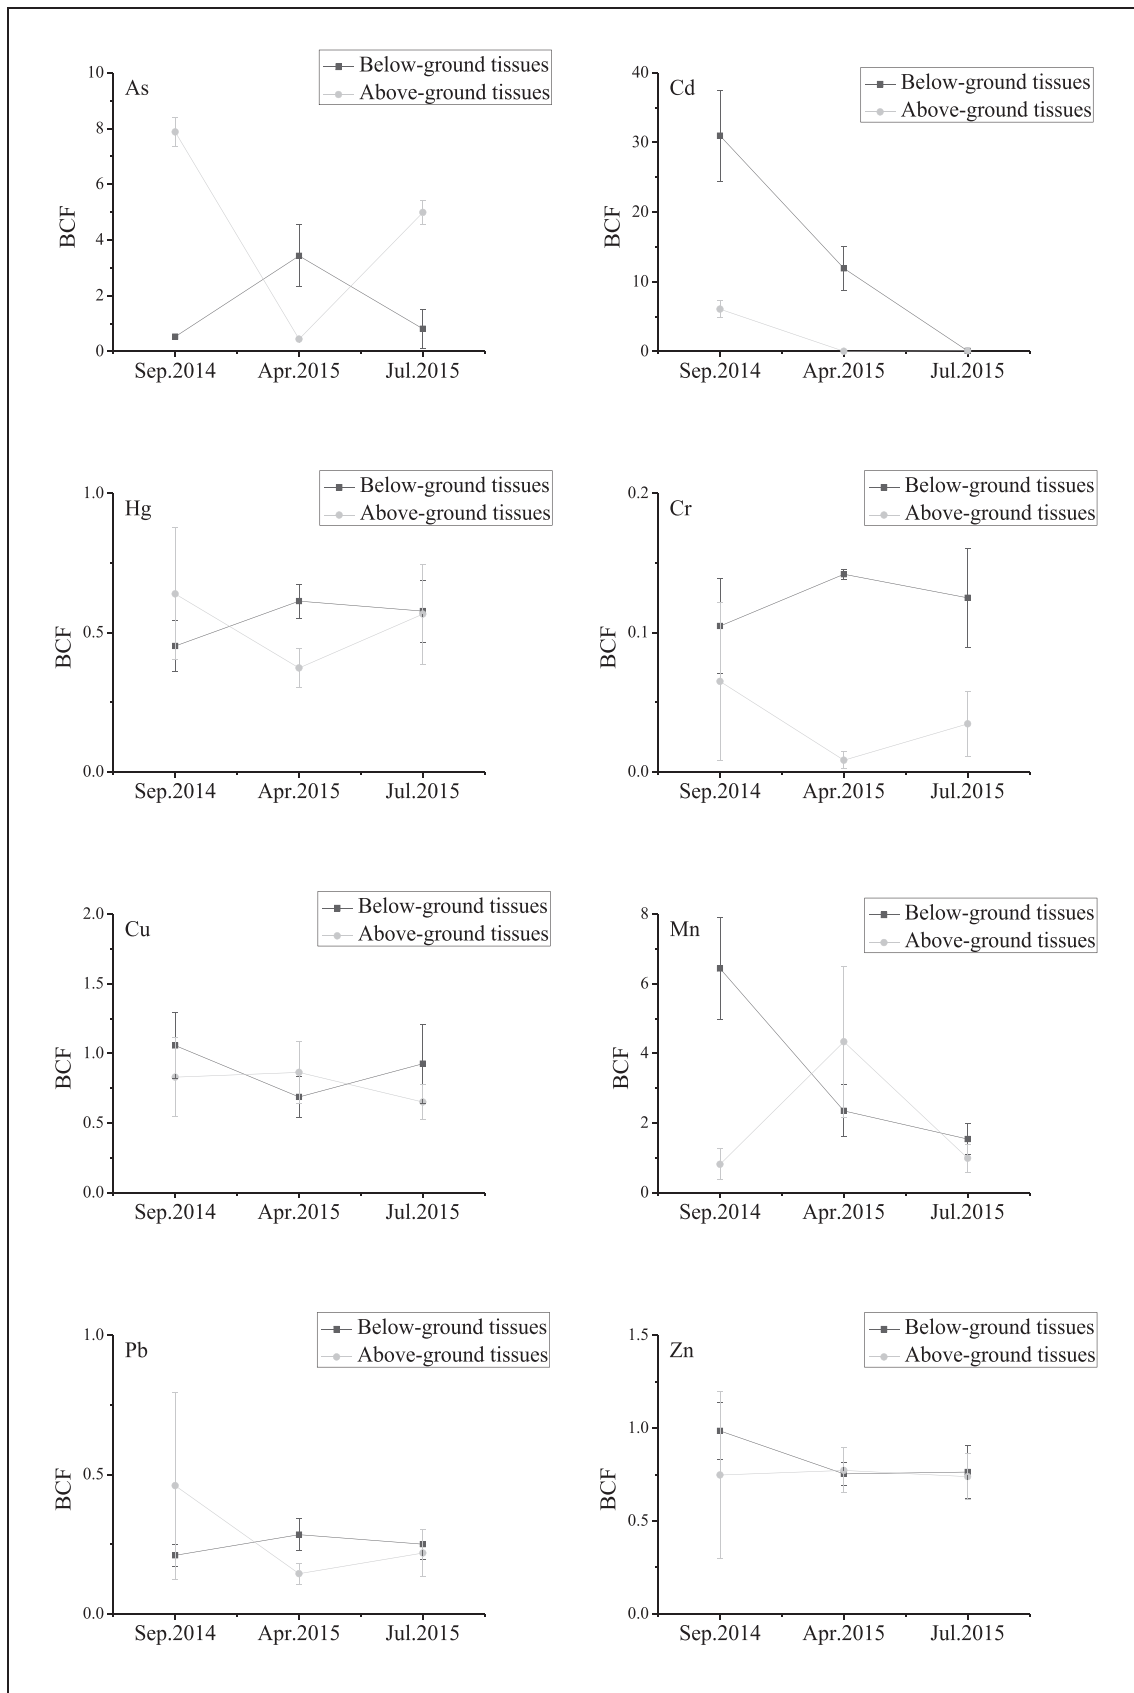 Below-ground tissues
Above-ground tissues
As
10
8
6
4
2
0
BCF
Sep.2014 Apr.2015 Jul.2015
Below-ground tissues
Above-ground tissues
Cd
40
30
20
10
0
BCF
Sep.2014 Apr.2015 Jul.2015
Below-ground tissues
Above-ground tissues
Hg
1.0
0.5
0.0
BCF
Sep.2014 Apr.2015 Jul.2015
Below-ground tissues
Above-ground tissues
Cr
0.2
0.1
0.0
BCF
Sep.2014 Apr.2015 Jul.2015
Below-ground tissues
Above-ground tissues
Cu
2.0
1.5
1.0
0.5
0.0
BCF
Sep.2014 Apr.2015 Jul.2015
Below-ground tissues
Above-ground tissues
Mn
8
6
4
2
0
BCF
Sep.2014 Apr.2015 Jul.2015
Below-ground tissues
Above-ground tissues
Pb
1.0
0.5
0.0
BCF
Sep.2014 Apr.2015 Jul.2015
Below-ground tissues
Above-ground tissues
Zn
1.5
1.0
0.5
0.0
BCF
Sep.2014 Apr.2015 Jul.2015